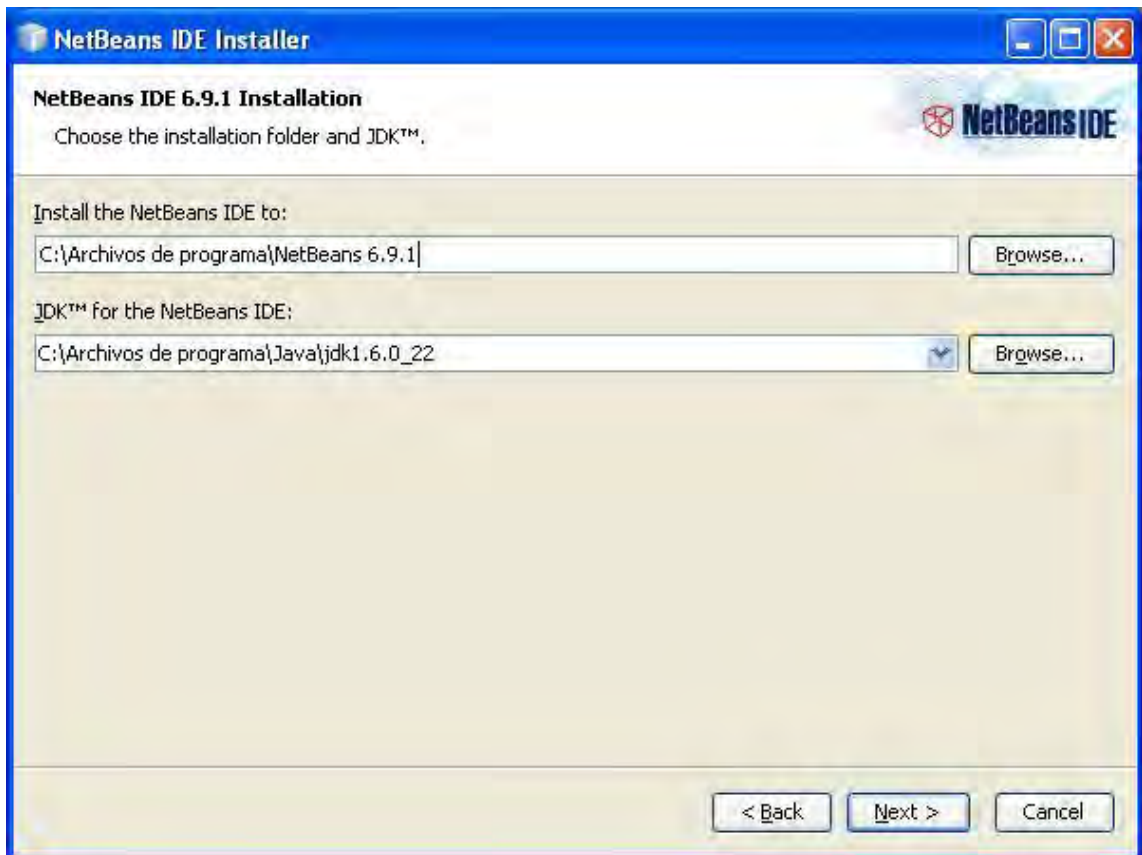 NetBeans IDE Installer
NetBeans IDE 6.9.1 Installation
Choose the installation folder and JDK™.
NetBeans IDE
Install the NetBeans IDE to:
C:\Archivos de programa\NetBeans 6.9.1
Browse...
JDK™ for the NetBeans IDE:
C:\Archivos de programa\Java\jdk1.6.0_22
Browse...
< Back
Next >
Cancel